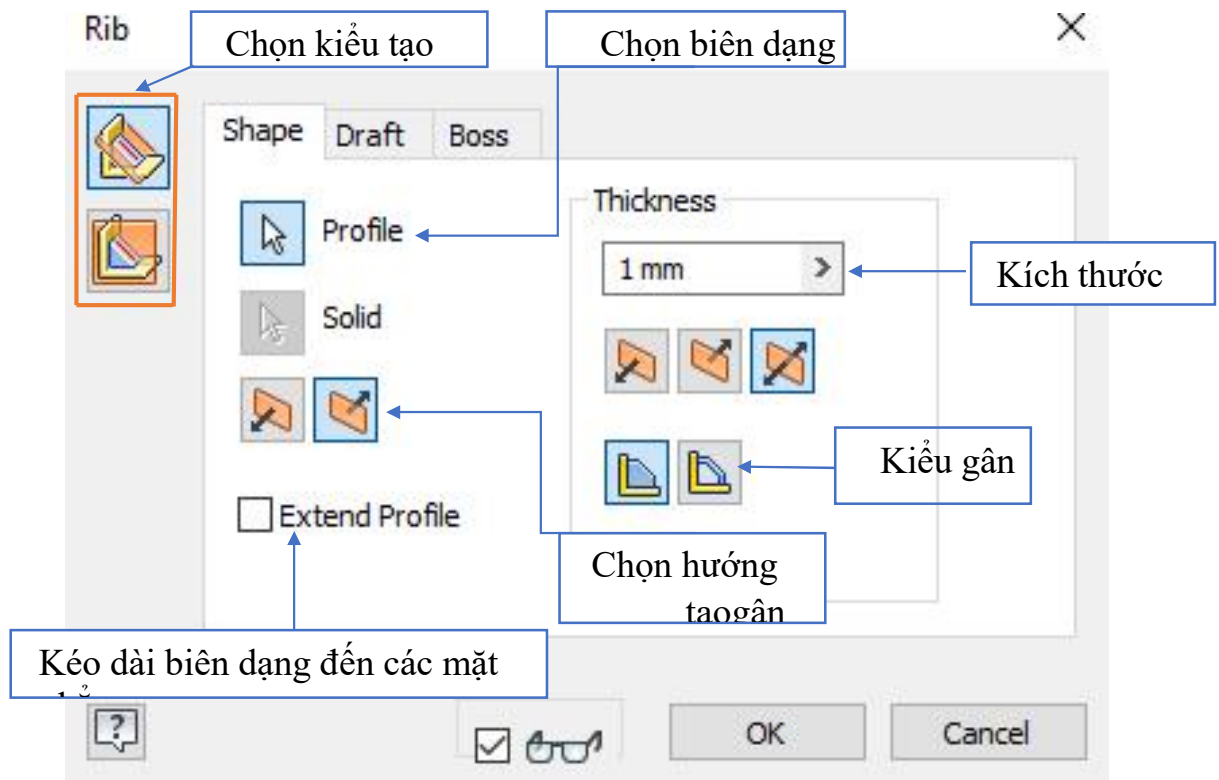 Rib
Chọn kiểu tạo
Chọn biên dạng
Shape Draft Boss
Profile
Thickness
1 mm
Kích thước
Solid
Kiểu gân
Extend Profile
Chọn hướng
taogân
Kéo dài biên dạng đến các mặt
OK
Cancel